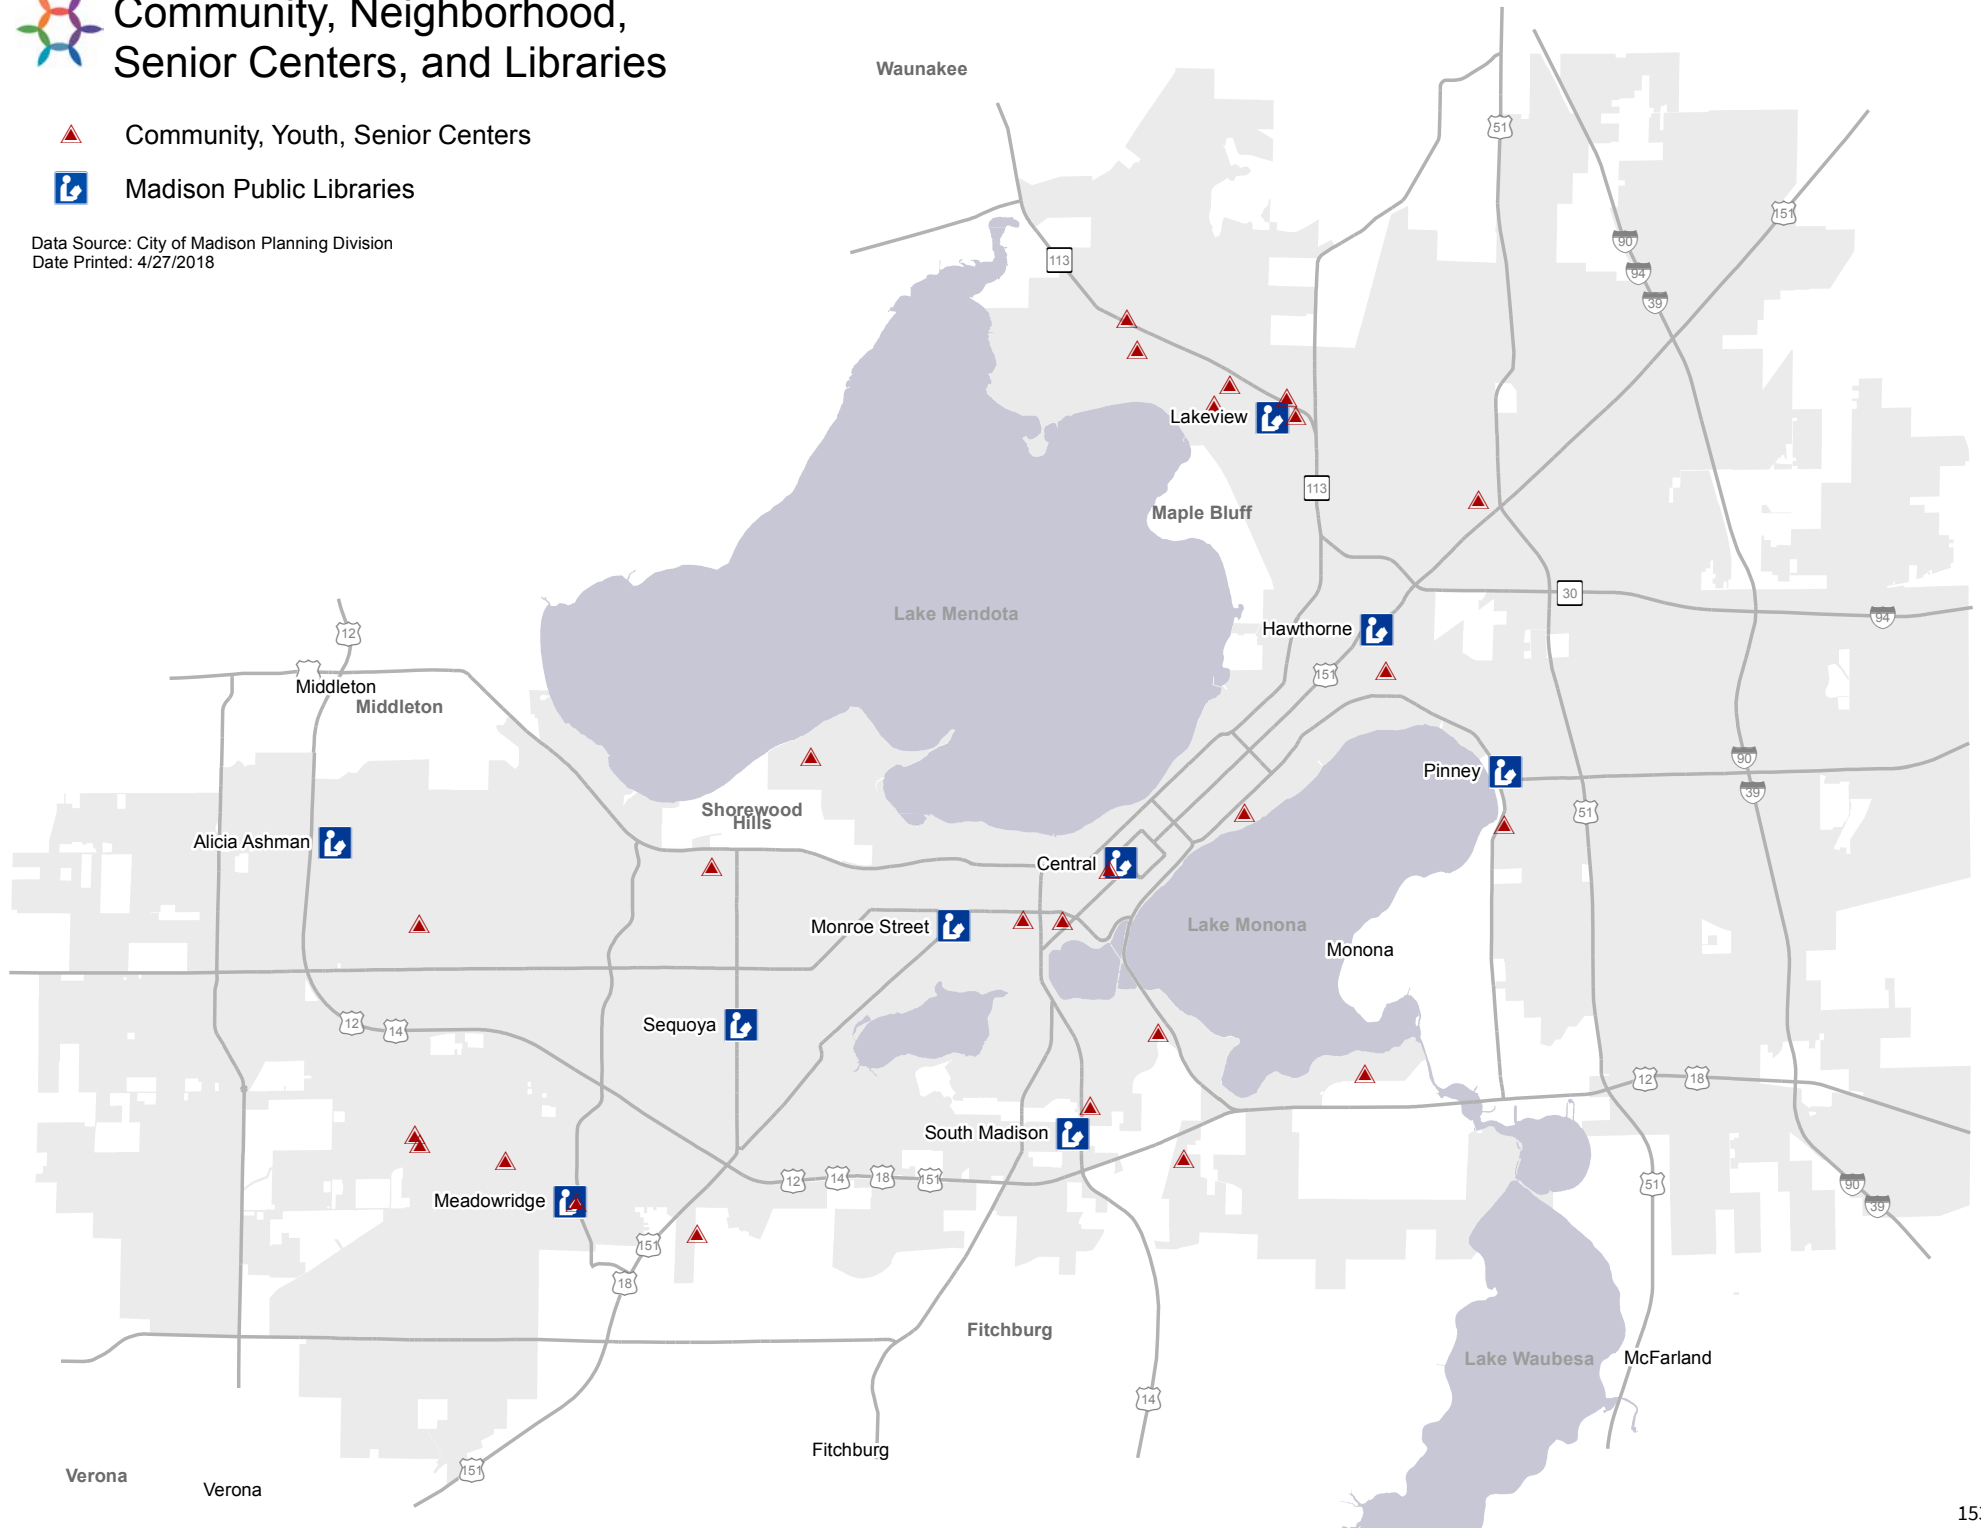 Community, Neighborhood,
Senior Centers, and Libraries
Community, Youth, Senior Centers
Madison Public Libraries
Data Source: City of Madison Planning Division
Date Printed: 4/27/2018
Waunakee
51
151
90
94
39
113
Lakeview
113
Maple Bluff
30
94
Lake Mendota
Hawthorne
12
151
Middleton
Middleton
Pinney
90
39
51
Shorewood
Hills
Alicia Ashman
Central
Monroe Street
Lake Monona
Monona
12
14
Sequoya
12
18
South Madison
12
14
18
151
51
90
39
Meadowridge
151
18
Fitchburg
Lake Waubesa
McFarland
14
Fitchburg
151
Verona
Verona
153